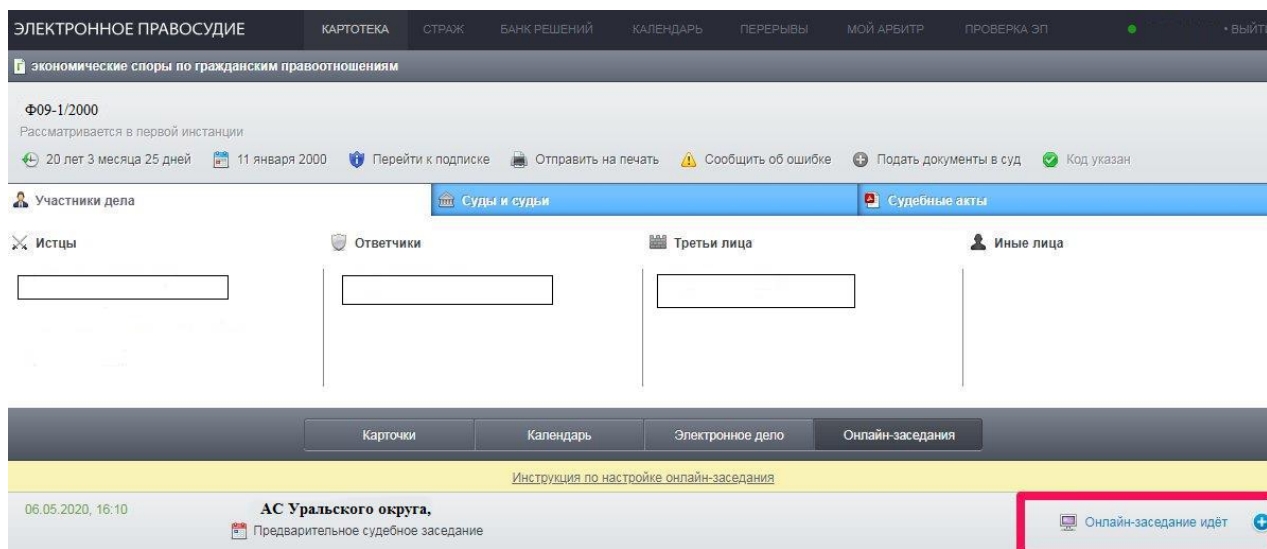 ЭЛЕКТРОННОЕ ПРАВОСУДИЕ КАРТОТЕКА СТРАЖ БАНК РЕШЕНИЙ КАЛЕНДАРЬ ПЕРЕРЫВЫ МОЙ АРБИТР ПРОВЕРКА ЭП • ВЫЙТИ
г экономические споры по гражданским правоотношениям
Ф09-1/2000
Рассматривается в первой инстанции
20 лет 3 месяца 25 дней 11 января 2000 Перейти к подписке Отправить на печать Сообщить об ошибке Подать документы в суд Код указан
Участники дела Суды и судьи Судебные акты
Истцы Ответчики Третьи лица Иные лица
Карточки Календарь Электронное дело Онлайн-заседания
Инструкция по настройке онлайн-заседания
06.05.2020, 16:10 АС Уральского округа,
Предварительное судебное заседание Онлайн-заседание идёт